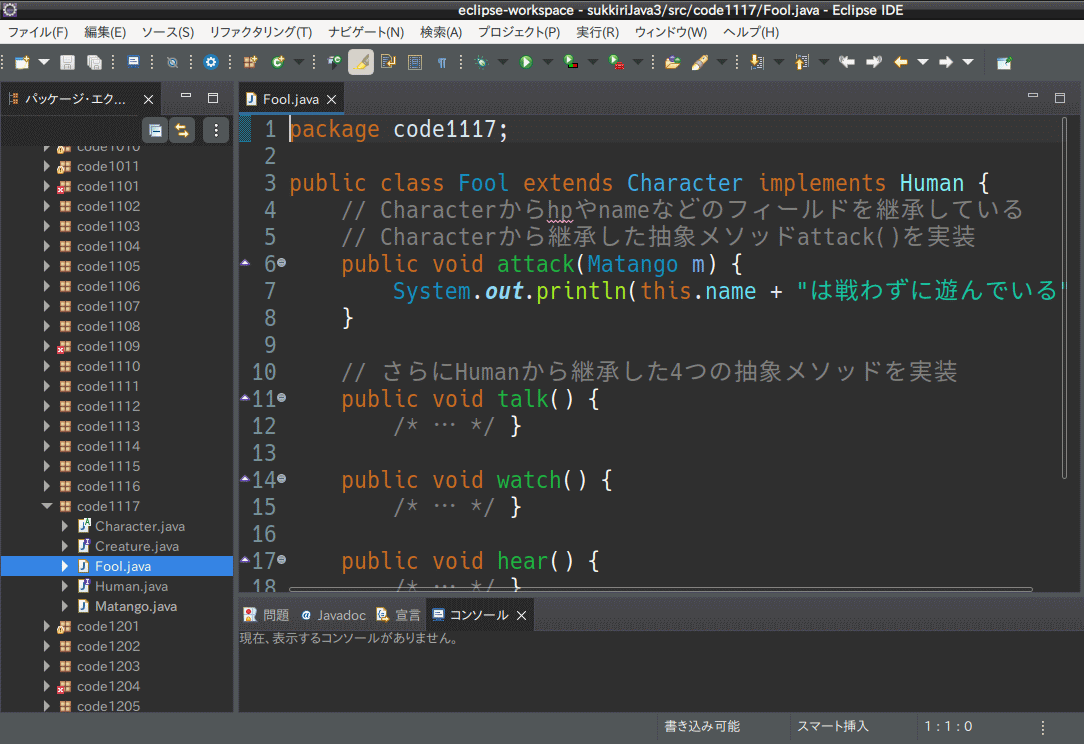 eclipse-workspace - sukkiriJava3/src/code1117/Fool.java - Eclipse IDE
ファイル(F) 編集(E) ソース(S) リファクタリング(T) ナビゲート(N) 検索(A) プロジェクト(P) 実行(R) ウィンドウ(W) ヘルプ(H)
パッケージ・エク...
code1010
code1011
code1101
code1102
code1103
code1104
code1105
code1106
code1107
code1108
code1109
code1110
code1111
code1112
code1113
code1114
code1115
code1116
code1117
Character.java
Creature.java
Fool.java
Human.java
Matango.java
code1201
code1202
code1203
code1204
code1205
Fool.java
1 package code1117;
2
3 public class Fool extends Character implements Human {
4 // Characterからhpやnameなどのフィールドを継承している
5 // Characterから継承した抽象メソッドattack()を実装
6 public void attack(Matango m) {
7 System.out.println(this.name + "は戦わずに遊んでいる"
8 }
9
10 // さらにHumanから継承した4つの抽象メソッドを実装
11 public void talk() {
12 /* … */ }
13
14 public void watch() {
15 /* … */ }
16
17 public void hear() {
18 /* … */ }
問題 Javadoc 宣言 コンソール
現在、表示するコンソールがありません。
書き込み可能 スマート挿入 1 : 1 : 0